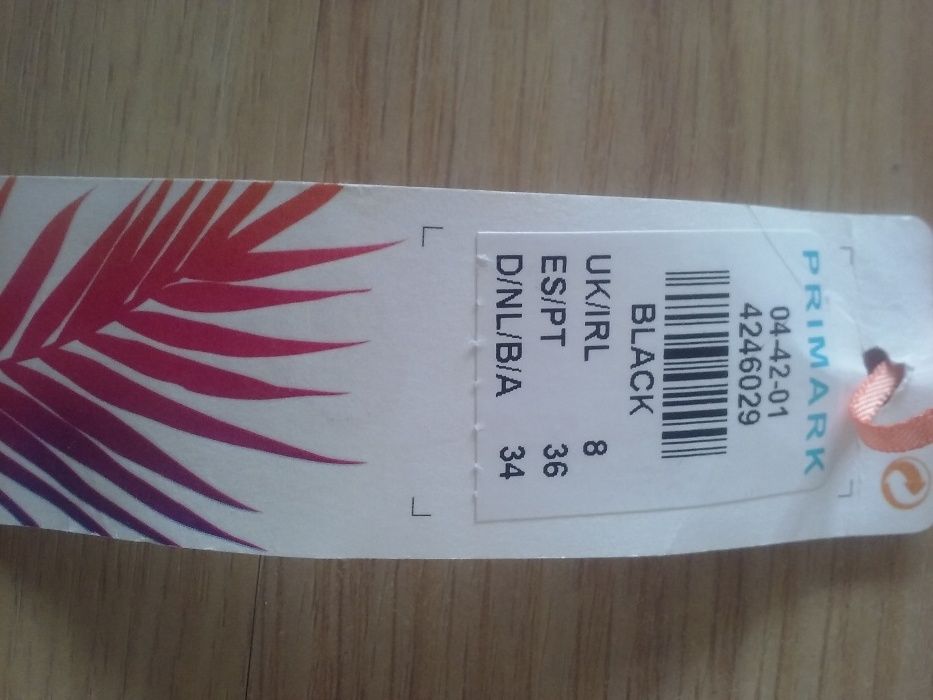 PRIMARK
04-42-01
4246029
BLACK
UK/IRL 8
ES/PT 36
D/NL/B/A 34